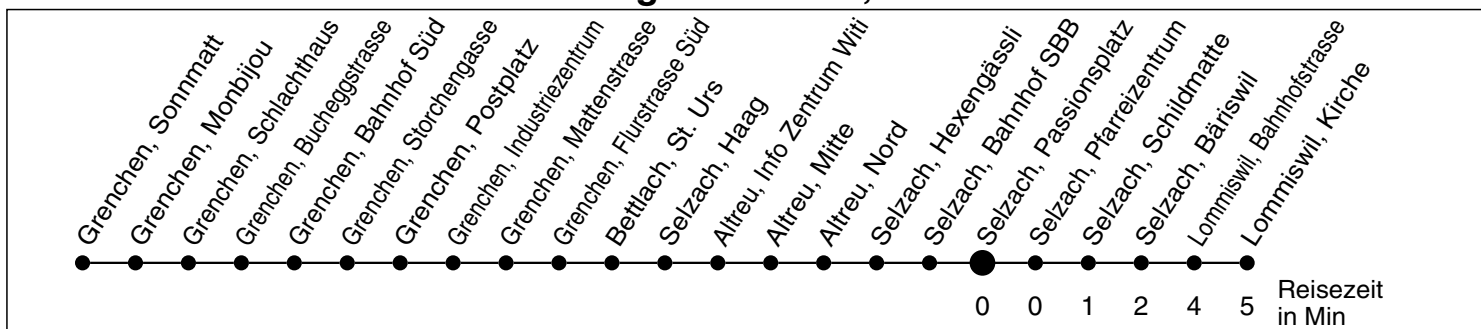 Grenchen, Sonnmatt
Grenchen, Monbijou
Grenchen, Schlachthaus
Grenchen, Bucheggstrasse
Grenchen, Bahnhof Süd
Grenchen, Storchengasse
Grenchen, Postplatz
Grenchen, Industriezentrum
Grenchen, Mattenstrasse
Grenchen, Flurstrasse Süd
Bettlach, St. Urs
Selzach, Haag
Altreu, Info Zentrum Witi
Altreu, Mitte
Altreu, Nord
Selzach, Hexengässli
Selzach, Bahnhof SBB
Selzach, Passionsplatz
Selzach, Pfarreizentrum
Selzach, Schildmatte
Selzach, Bäriswil
Lommiswil, Bahnhofstrasse
Lommiswil, Kirche
0 0 1 2 4 5
Reisezeit
in Min